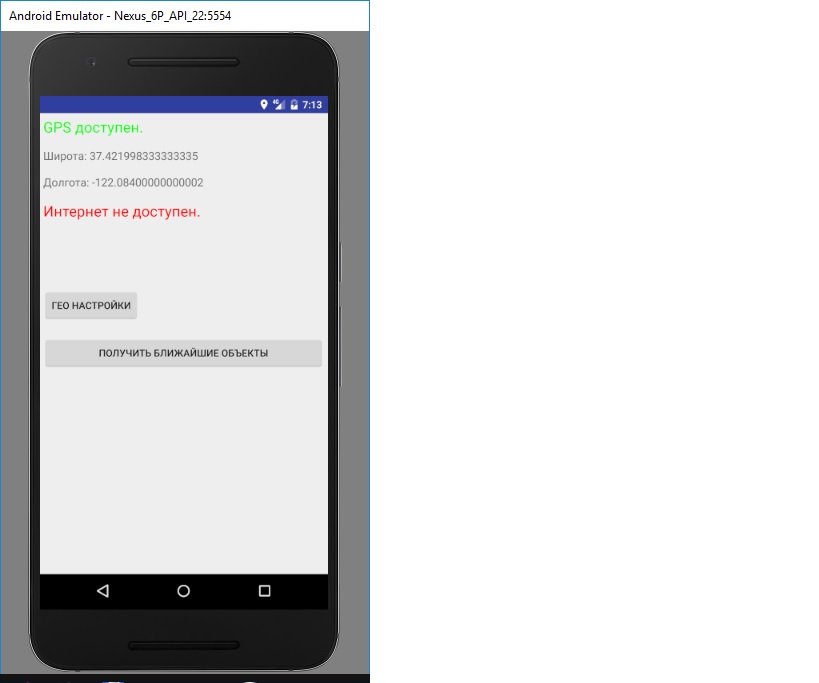 Android Emulator - Nexus_6P_API_22:5554
4G 7:13
GPS доступен.
Широта: 37.421998333333335
Долгота: -122.08400000000002
Интернет не доступен.
ГЕО НАСТРОЙКИ
ПОЛУЧИТЬ БЛИЖАЙШИЕ ОБЪЕКТЫ